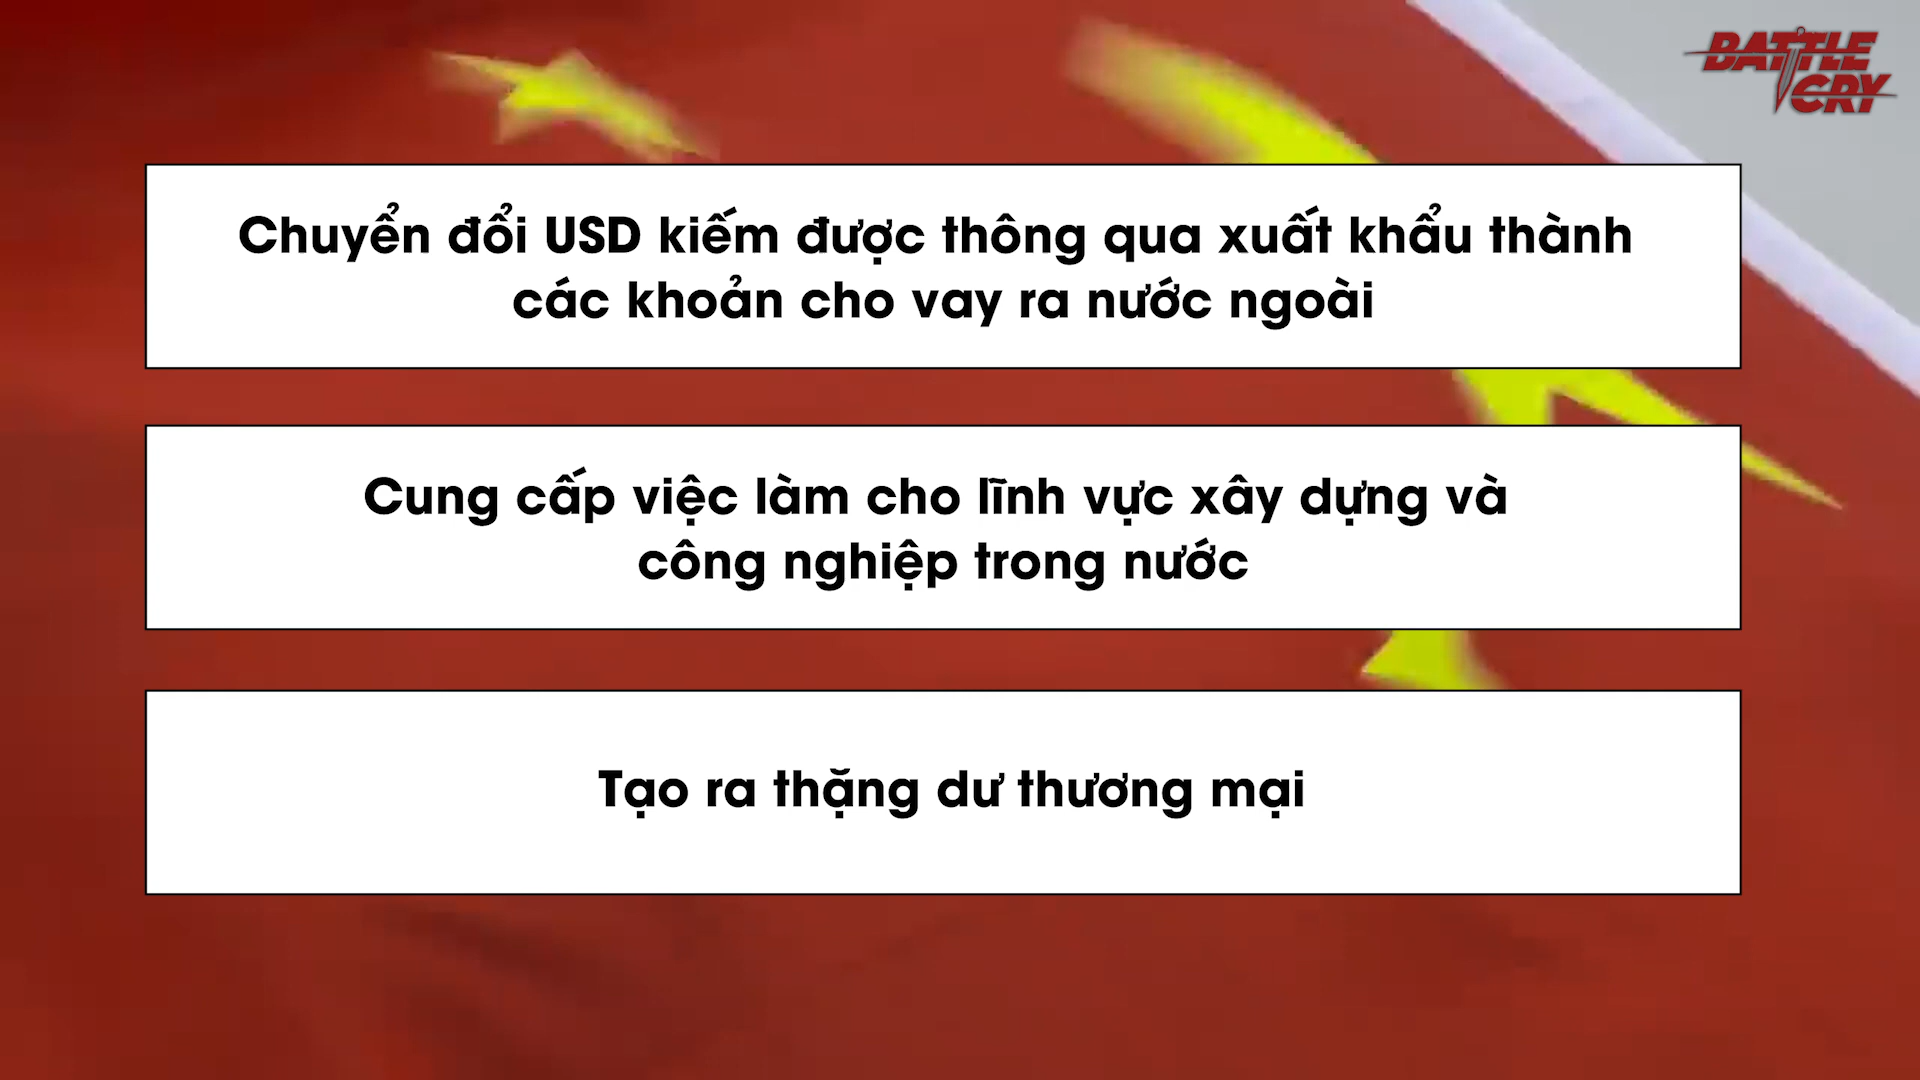 BATTLE
CRY
Chuyển đổi USD kiếm được thông qua xuất khẩu thành
các khoản cho vay ra nước ngoài
Cung cấp việc làm cho lĩnh vực xây dựng và
công nghiệp trong nước
Tạo ra thặng dư thương mại